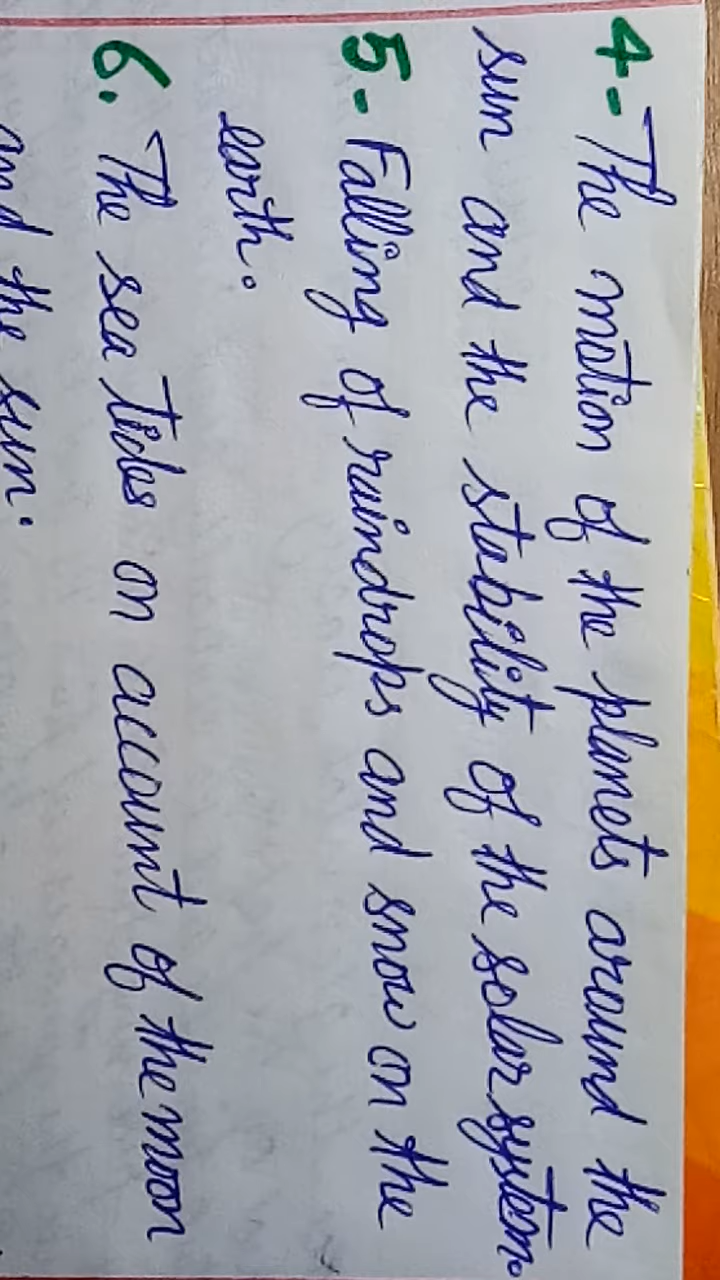 4- The motion of the planets around the
sun and the stability of the solar system.
5- Falling of raindrops and snow on the
earth.
6. The sea tides on account of the moon
and the sun.